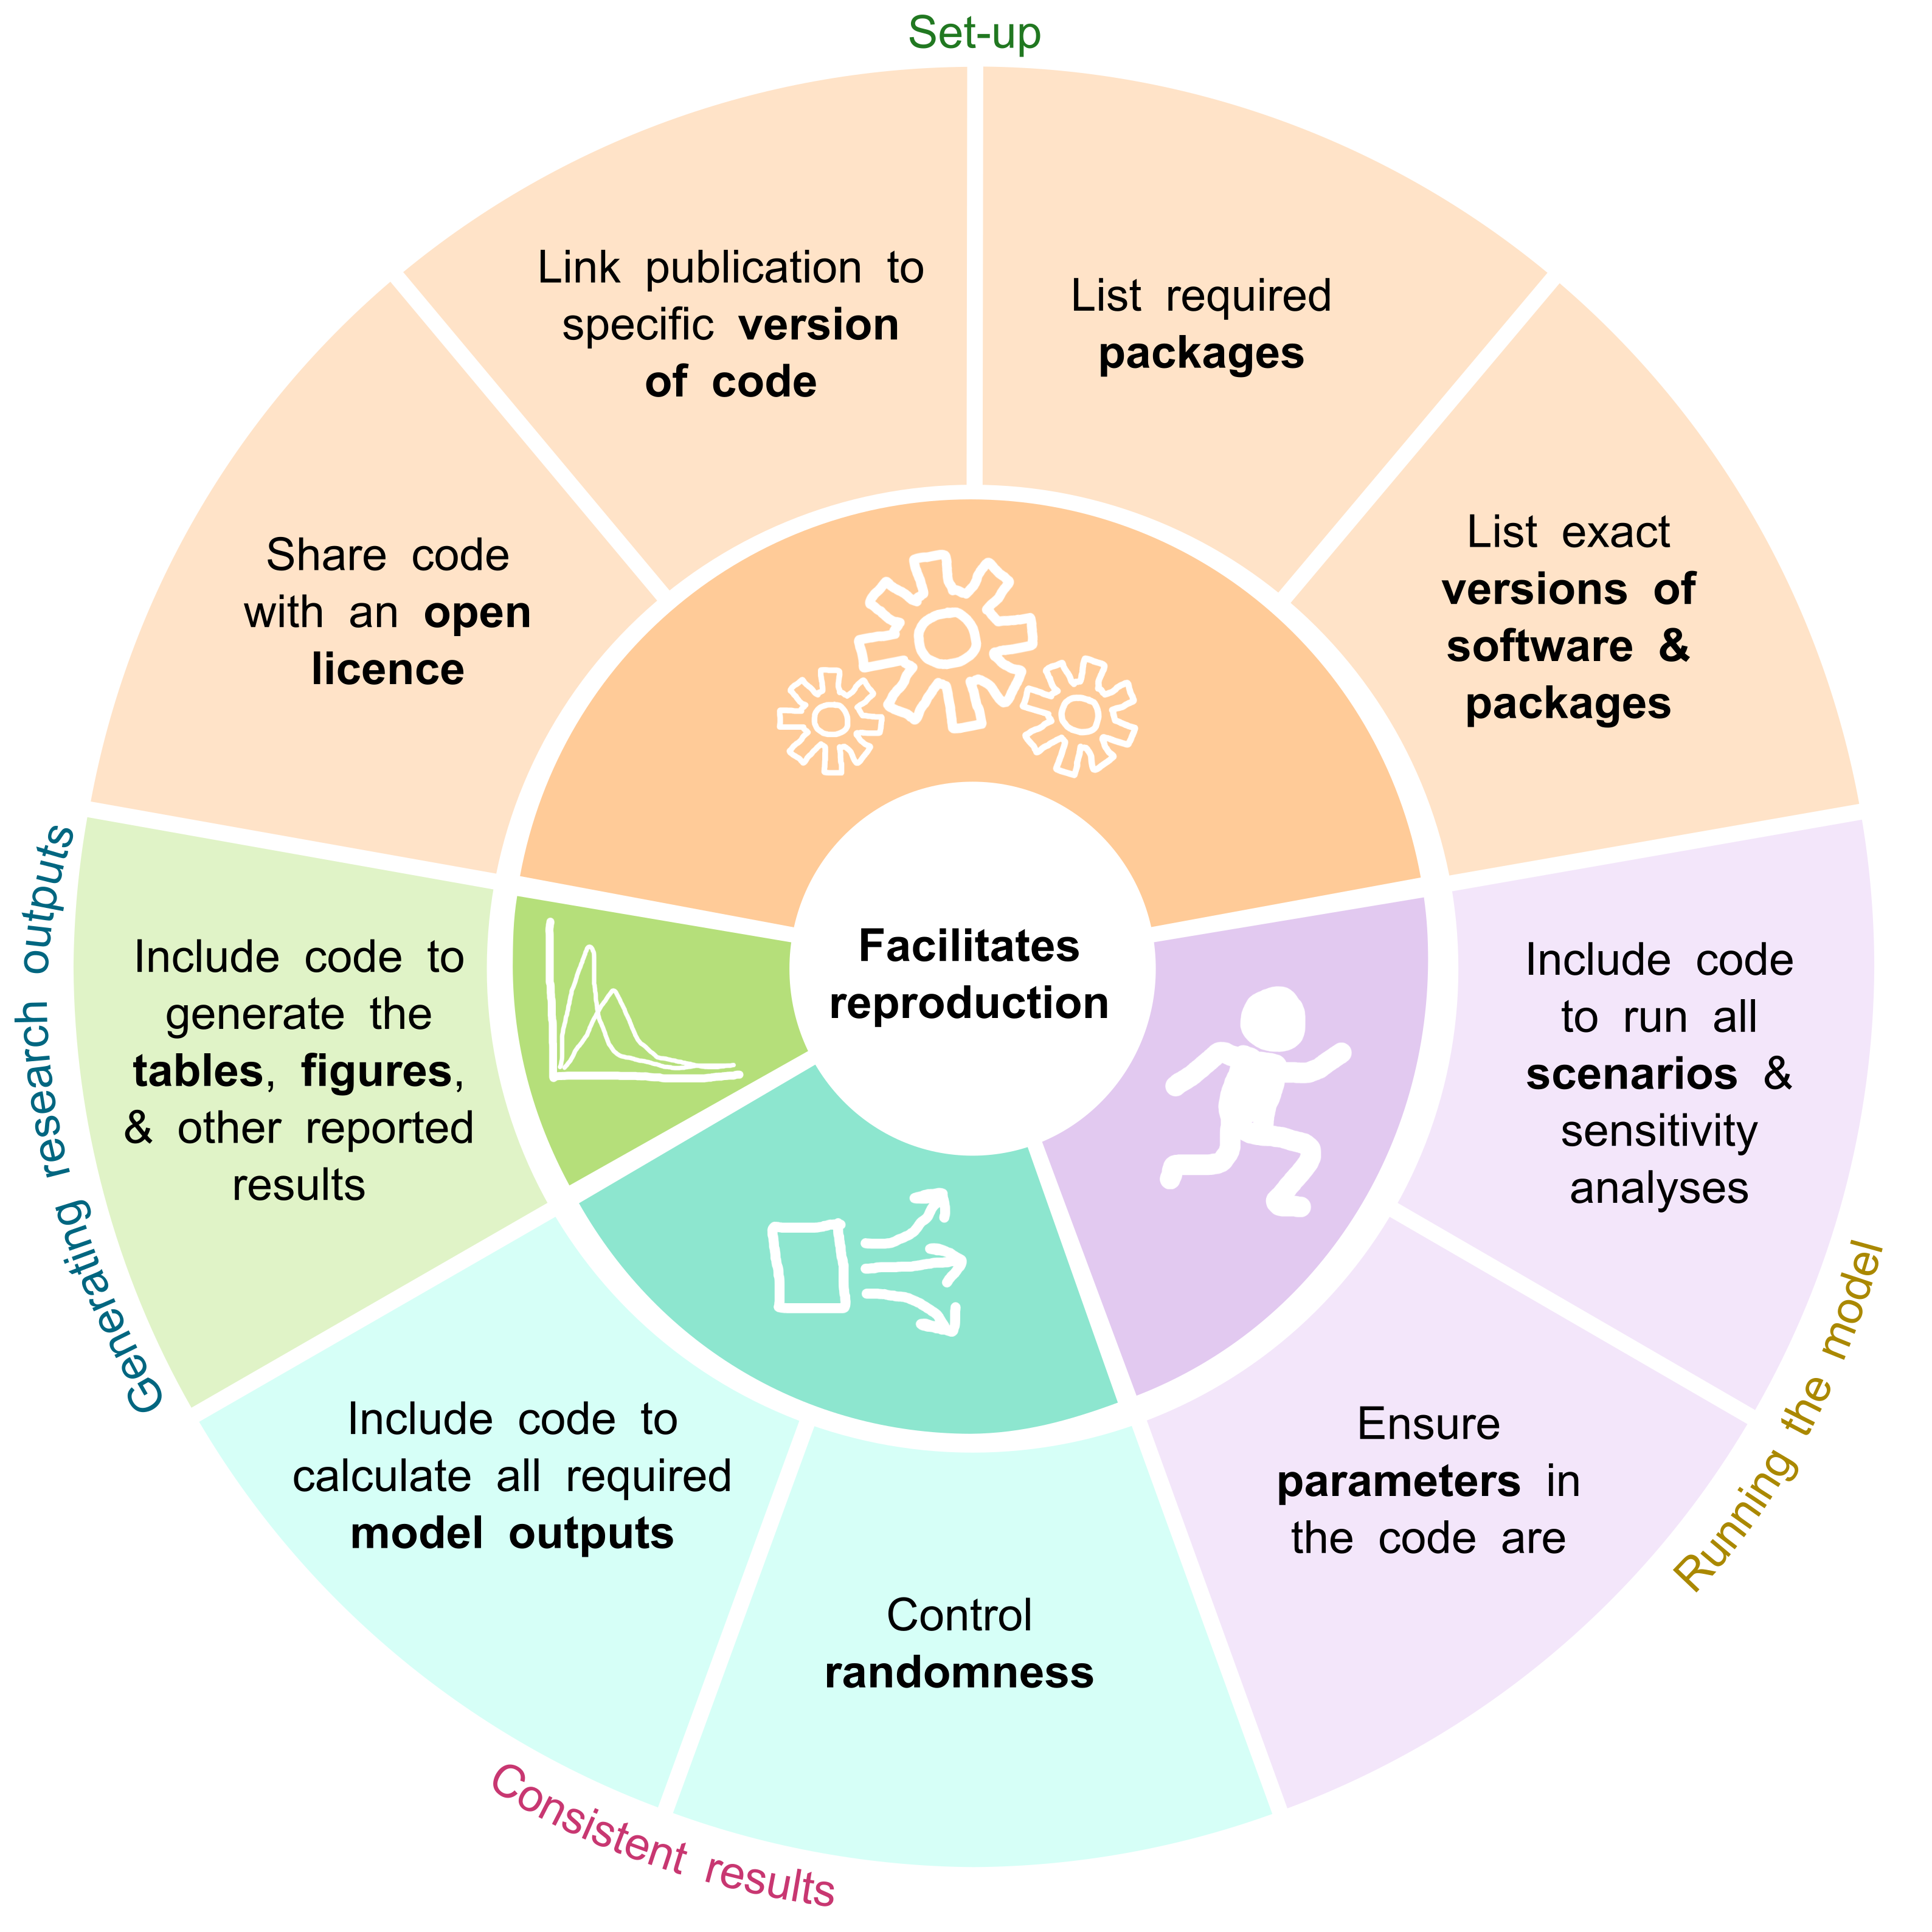 Set-up
Link publication to
specific version
of code
List required
packages
List exact
versions of
software &
packages
Share code
with an open
licence
Facilitates
reproduction
Include code
to run all
scenarios &
sensitivity
analyses
Ensure
parameters in
the code are
Running the model
Control
randomness
Include code to
calculate all required
model outputs
Consistent results
Include code to
generate the
tables, figures,
& other reported
results
Generating research outputs